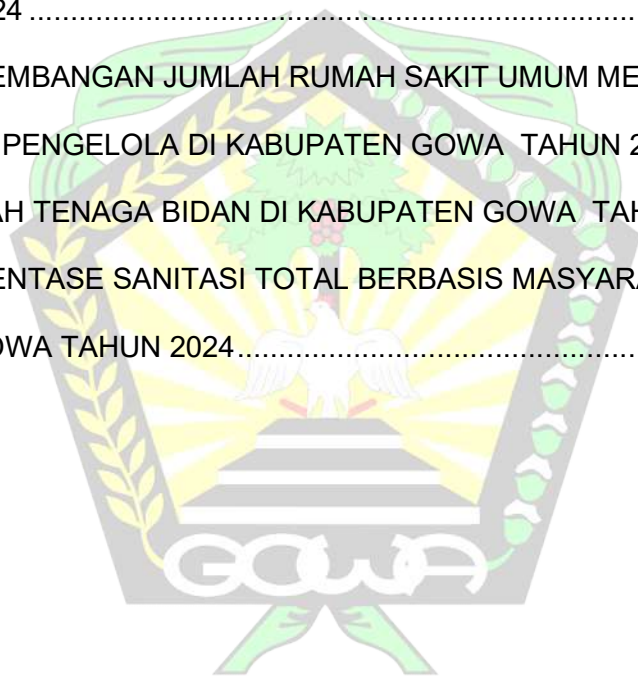 24 ....................................................................................
EMBANGAN JUMLAH RUMAH SAKIT UMUM ME
PENGELOLA DI KABUPATEN GOWA TAHUN 2
AH TENAGA BIDAN DI KABUPATEN GOWA TAH
ENTASE SANITASI TOTAL BERBASIS MASYARA
OWA TAHUN 2024.......................................................
GOWA